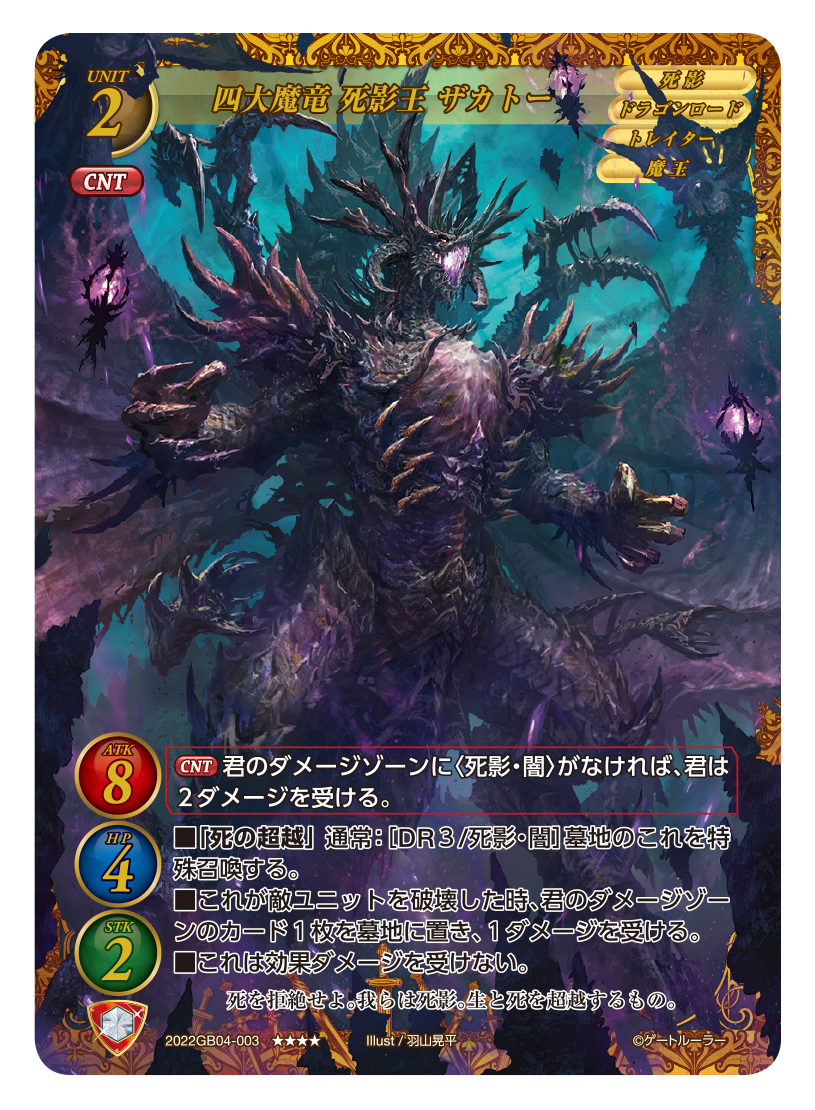 UNIT
2
四大魔竜 死影王 ザカトー
死影
ドラゴンロード
トレイター
魔王
CNT
ATK
8
CNT 君のダメージゾーンに〈死影・闇〉がなければ、君は
2ダメージを受ける。
HP
4
■「死の超越」 通常:[DR3/死影・闇]墓地のこれを特
殊召喚する。
■これが敵ユニットを破壊した時、君のダメージゾー
ンのカード1枚を墓地に置き、1ダメージを受ける。
STK
2
■これは効果ダメージを受けない。
死を拒絶せよ。我らは死影。生と死を超越するもの。
2022GB04-003 ★★★★ Illust / 羽山晃平 ©ゲートルーラー